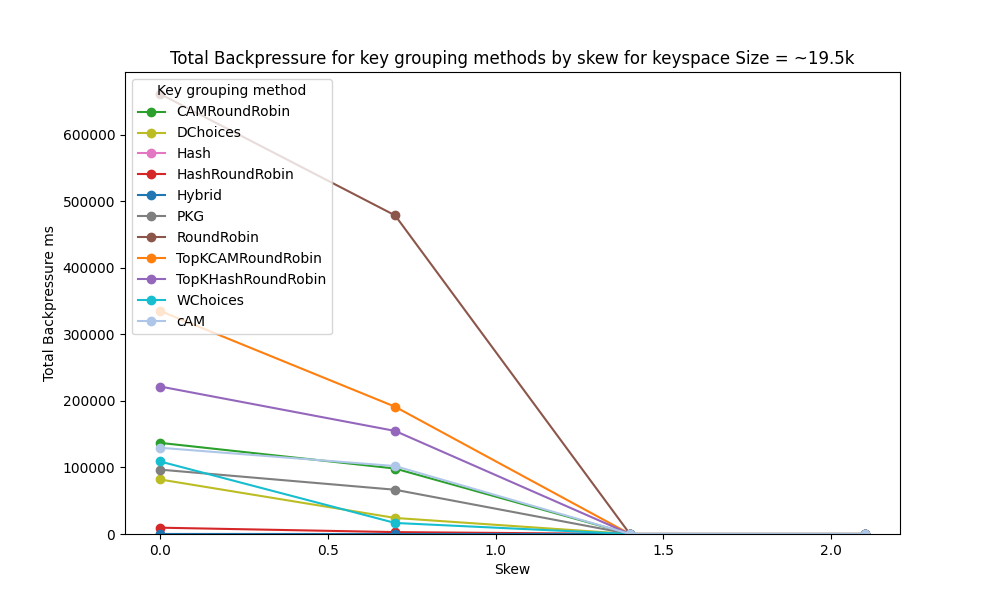 Total Backpressure for key grouping methods by skew for keyspace Size = ~19.5k
Key grouping method
CAMRoundRobin
DChoices
Hash
HashRoundRobin
Hybrid
PKG
RoundRobin
TopKCAMRoundRobin
TopKHashRoundRobin
WChoices
cAM
Total Backpressure ms
600000
500000
400000
300000
200000
100000
0
0.0 0.5 1.0 1.5 2.0
Skew